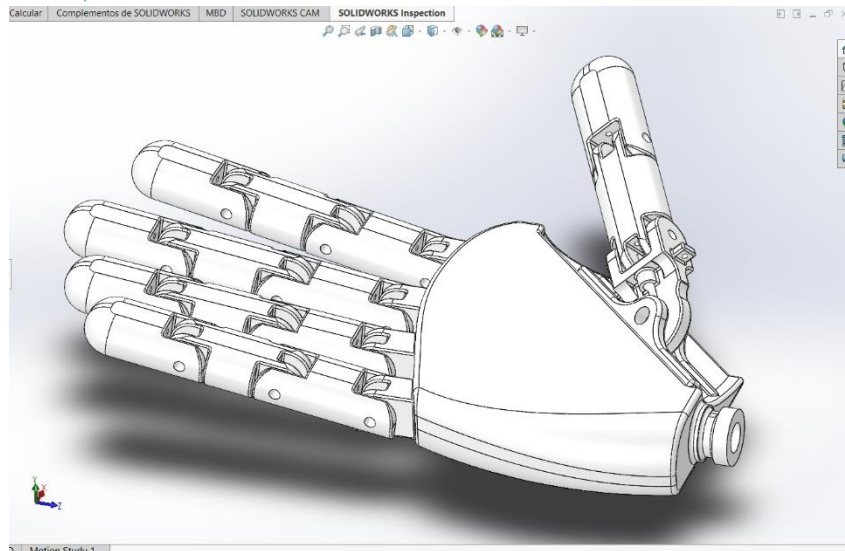 Calcular Complementos de SOLIDWORKS MBD SOLIDWORKS CAM SOLIDWORKS Inspection
Y
X
Z
Motion Study 1